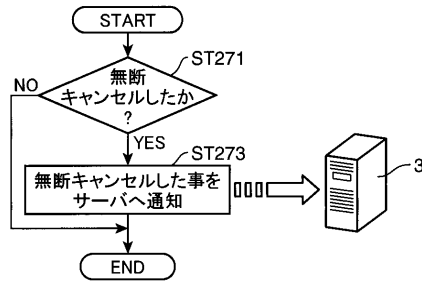 START
ST271
無断
キャンセルしたか
?
NO
YES
ST273
無断キャンセルした事を
サーバへ通知
3
END